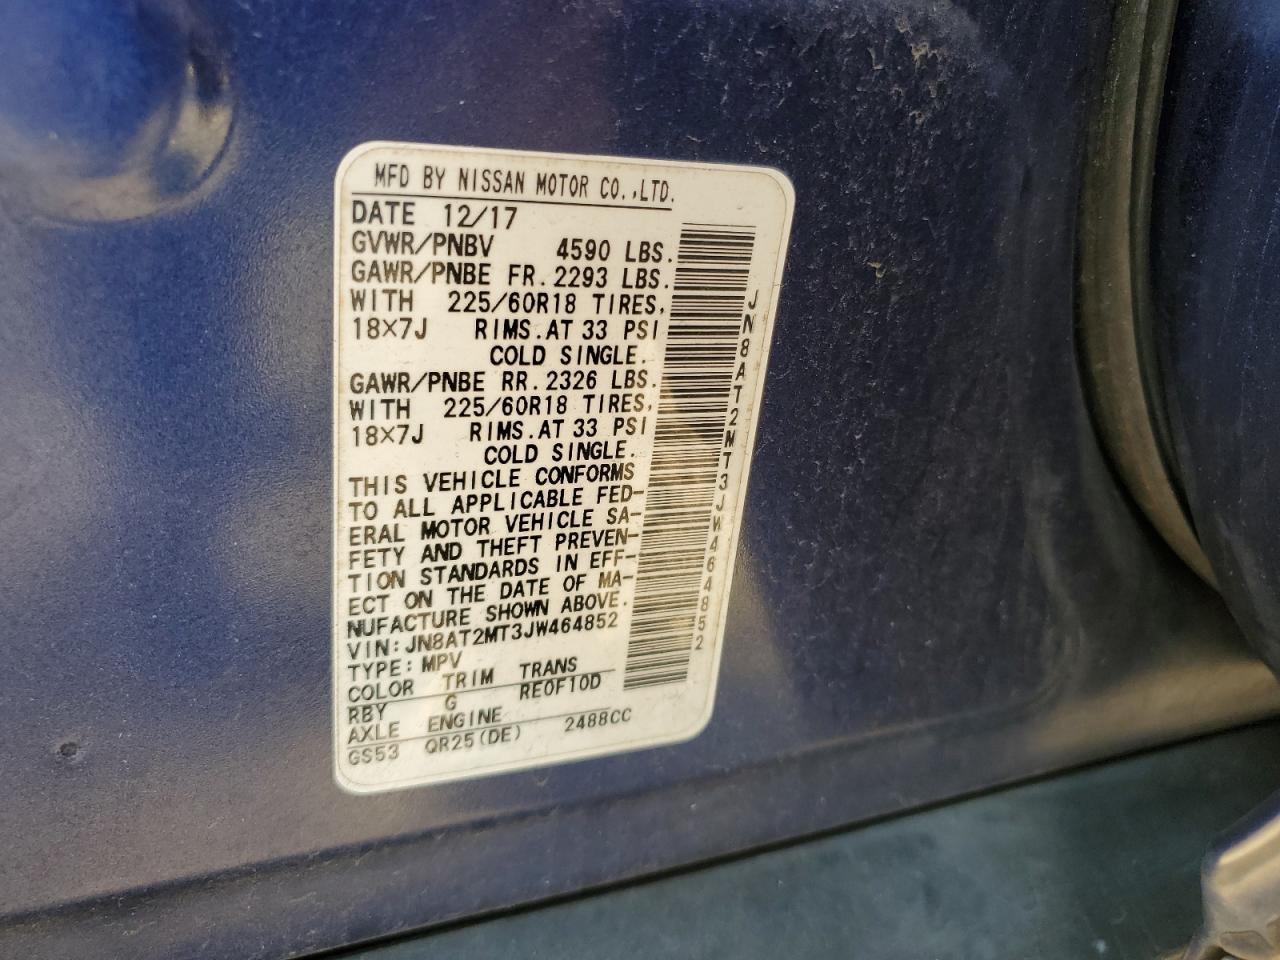 MFD BY NISSAN MOTOR CO.,LTD.
DATE 12/17
GVWR/PNBV 4590 LBS.
GAWR/PNBE FR. 2293 LBS.
WITH 225/60R18 TIRES,
18×7J RIMS.AT 33 PSI
COLD SINGLE.
GAWR/PNBE RR. 2326 LBS.
WITH 225/60R18 TIRES,
18×7J RIMS.AT 33 PSI
COLD SINGLE.
THIS VEHICLE CONFORMS
TO ALL APPLICABLE FED-
ERAL MOTOR VEHICLE SA-
FETY AND THEFT PREVEN-
TION STANDARDS IN EFF-
ECT ON THE DATE OF MA-
NUFACTURE SHOWN ABOVE.
VIN: JN8AT2MT3JW464852
TYPE: MPV
COLOR TRIM TRANS
RBY G RE0F10D
AXLE ENGINE
GS53 QR25(DE) 2488CC
JN8AT2MT3JW464852